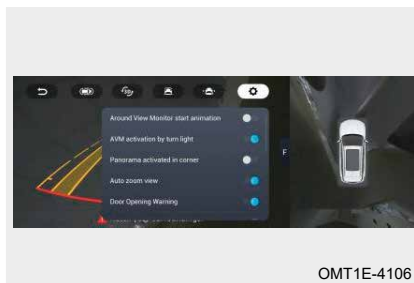 Around View Monitor start animation
AVM activation by turn light
Panorama activated in corner
Auto zoom view
Door Opening Warning
F
OMT1E-4106